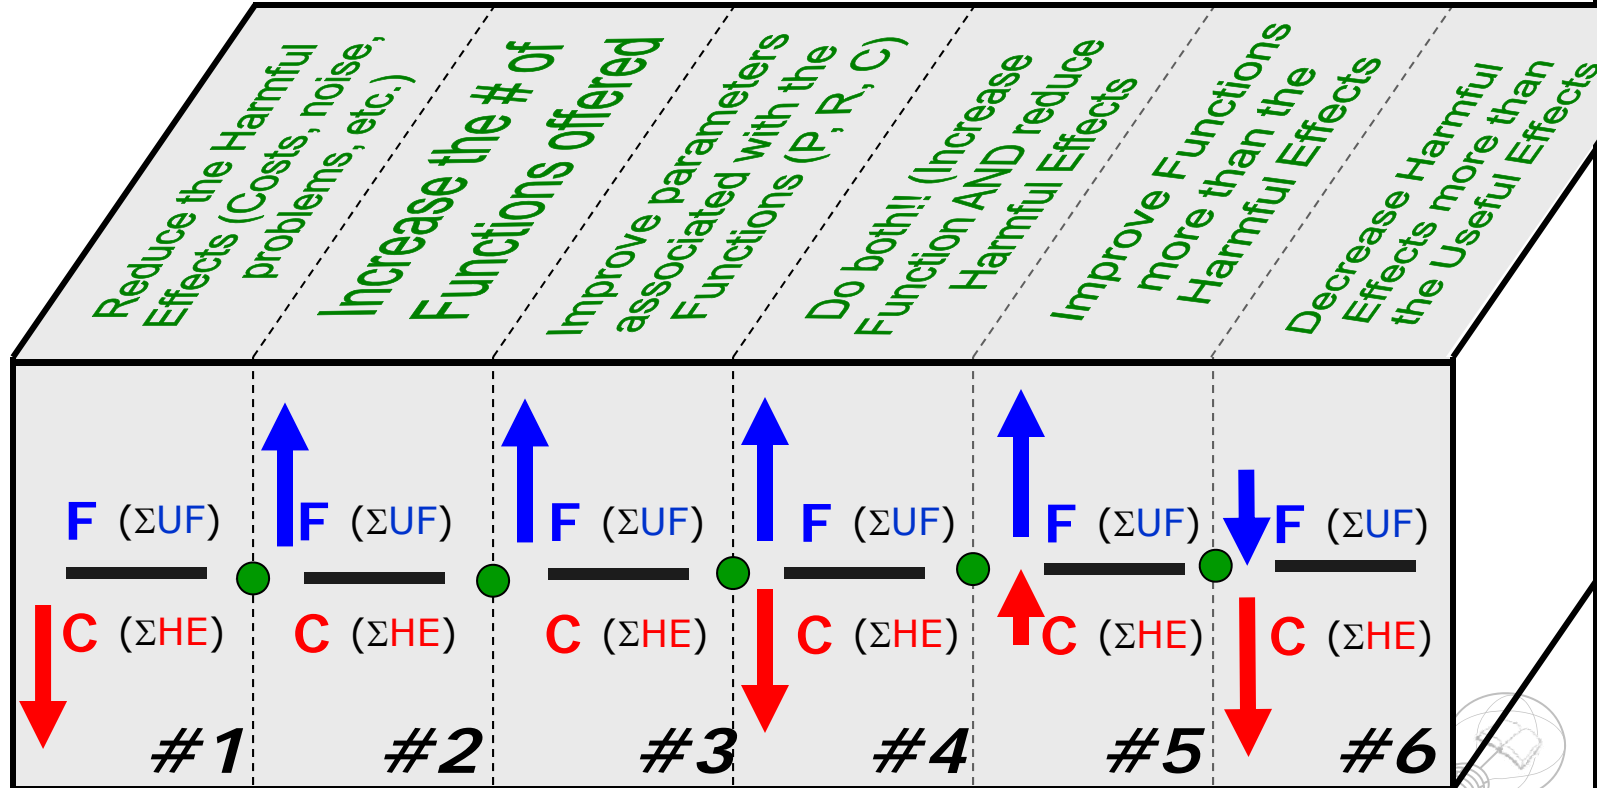 Reduce the Harmful
Effects (Costs, noise,
problems, etc.)
Increase the # of
Functions offered
Improve parameters
associated with the
Functions (P, R, C)
Do both!! (Increase
Function AND reduce
Harmful Effects
Improve Functions
more than the
Harmful Effects
Decrease Harmful
Effects more than
the Useful Effects
F (ΣUF)
C (ΣHE)
#1
F (ΣUF)
C (ΣHE)
#2
F (ΣUF)
C (ΣHE)
#3
F (ΣUF)
C (ΣHE)
#4
F (ΣUF)
C (ΣHE)
#5
F (ΣUF)
C (ΣHE)
#6